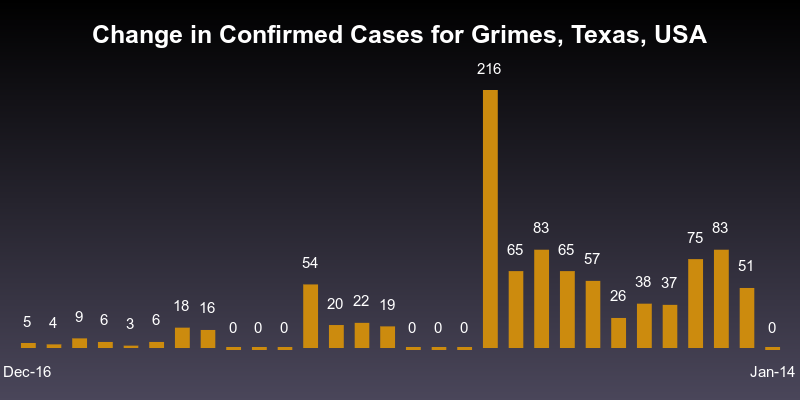 Change in Confirmed Cases for Grimes, Texas, USA
5 4 9 6 3 6 18 16 0 0 0 54 20 22 19 0 0 0 216 65 83 65 57 26 38 37 75 83 51 0
Dec-16 Jan-14